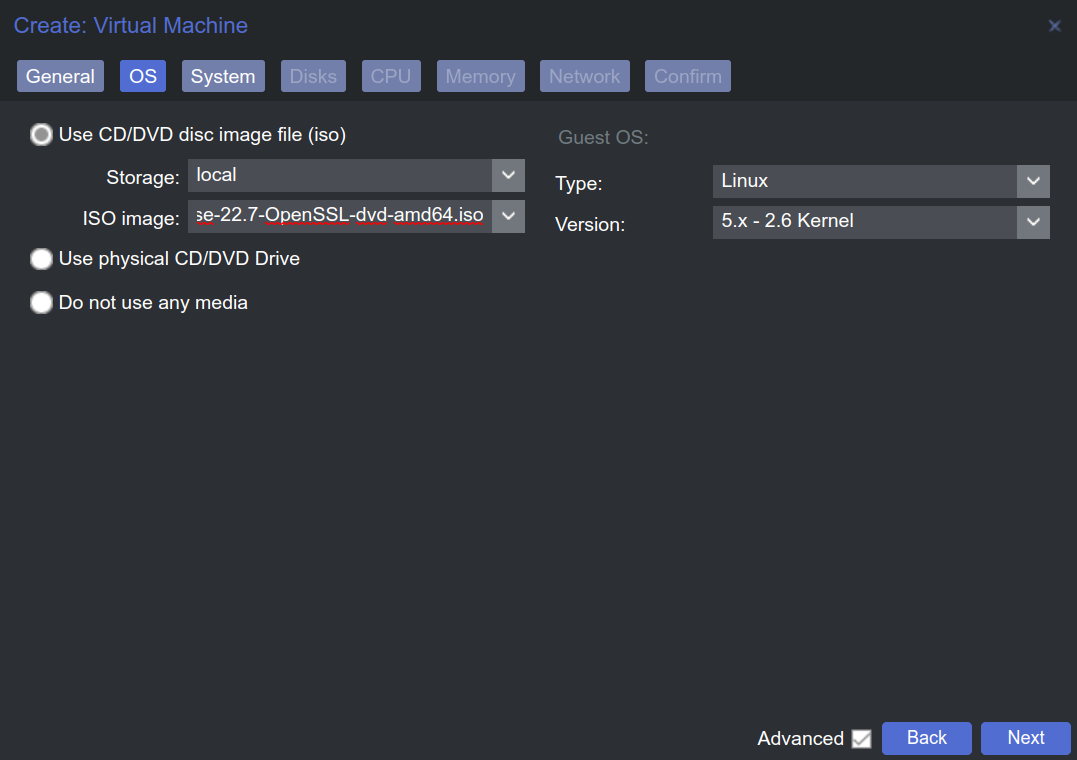 Create: Virtual Machine
General OS System Disks CPU Memory Network Confirm
Use CD/DVD disc image file (iso)
Storage: local
ISO image: se-22.7-OpenSSL-dvd-amd64.iso
Use physical CD/DVD Drive
Do not use any media
Guest OS:
Type: Linux
Version: 5.x - 2.6 Kernel
Advanced Back Next